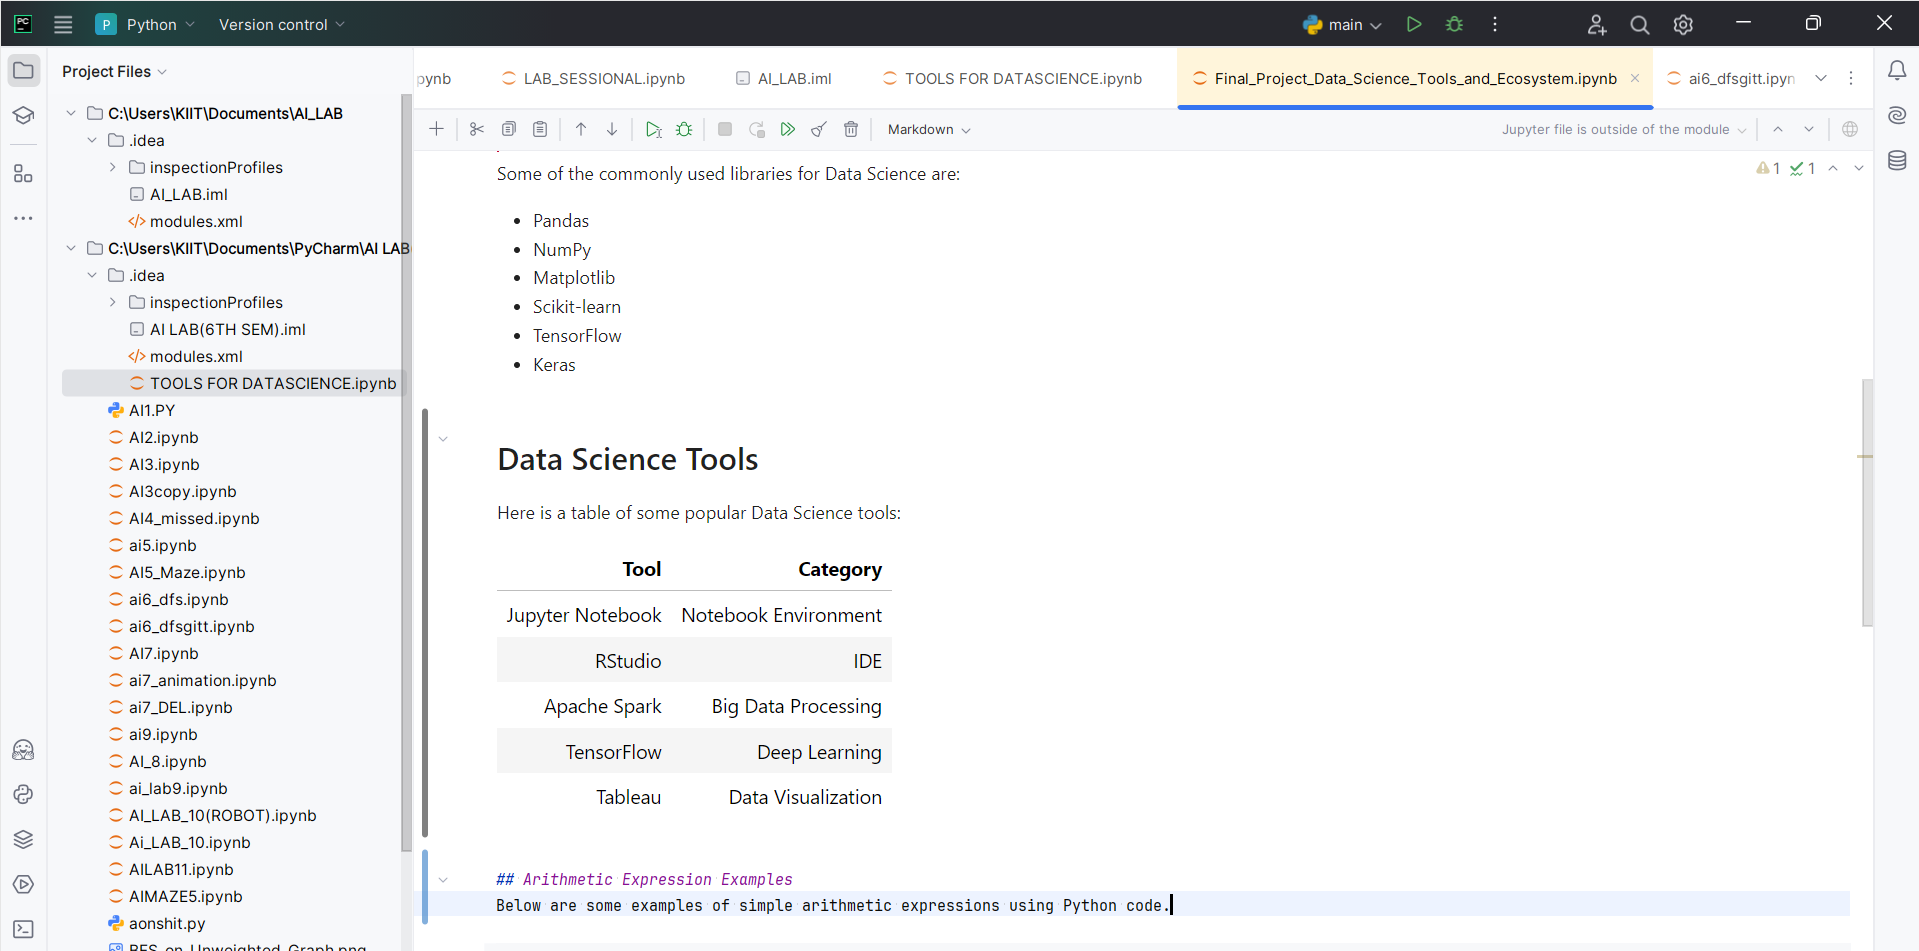 PC
P Python Version control main
Project Files
pynb LAB_SESSIONAL.ipynb AI_LAB.iml TOOLS FOR DATASCIENCE.ipynb Final_Project_Data_Science_Tools_and_Ecosystem.ipynb ai6_dfsgitt.ipyn
Markdown Jupyter file is outside of the module
1 1
C:\Users\KIIT\Documents\AI_LAB
.idea
inspectionProfiles
AI_LAB.iml
modules.xml
C:\Users\KIIT\Documents\PyCharm\AI LAB
.idea
inspectionProfiles
AI LAB(6TH SEM).iml
modules.xml
TOOLS FOR DATASCIENCE.ipynb
AI1.PY
AI2.ipynb
AI3.ipynb
AI3copy.ipynb
AI4_missed.ipynb
ai5.ipynb
AI5_Maze.ipynb
ai6_dfs.ipynb
ai6_dfsgitt.ipynb
AI7.ipynb
ai7_animation.ipynb
ai7_DEL.ipynb
ai9.ipynb
AI_8.ipynb
ai_lab9.ipynb
AI_LAB_10(ROBOT).ipynb
Ai_LAB_10.ipynb
AILAB11.ipynb
AIMAZE5.ipynb
aonshit.py
BFS_on_Unweighted_Graph.png
Some of the commonly used libraries for Data Science are:
• Pandas
• NumPy
• Matplotlib
• Scikit-learn
• TensorFlow
• Keras
Data Science Tools
Here is a table of some popular Data Science tools:
Tool Category
Jupyter Notebook Notebook Environment
RStudio IDE
Apache Spark Big Data Processing
TensorFlow Deep Learning
Tableau Data Visualization
## Arithmetic Expression Examples
Below are some examples of simple arithmetic expressions using Python code.